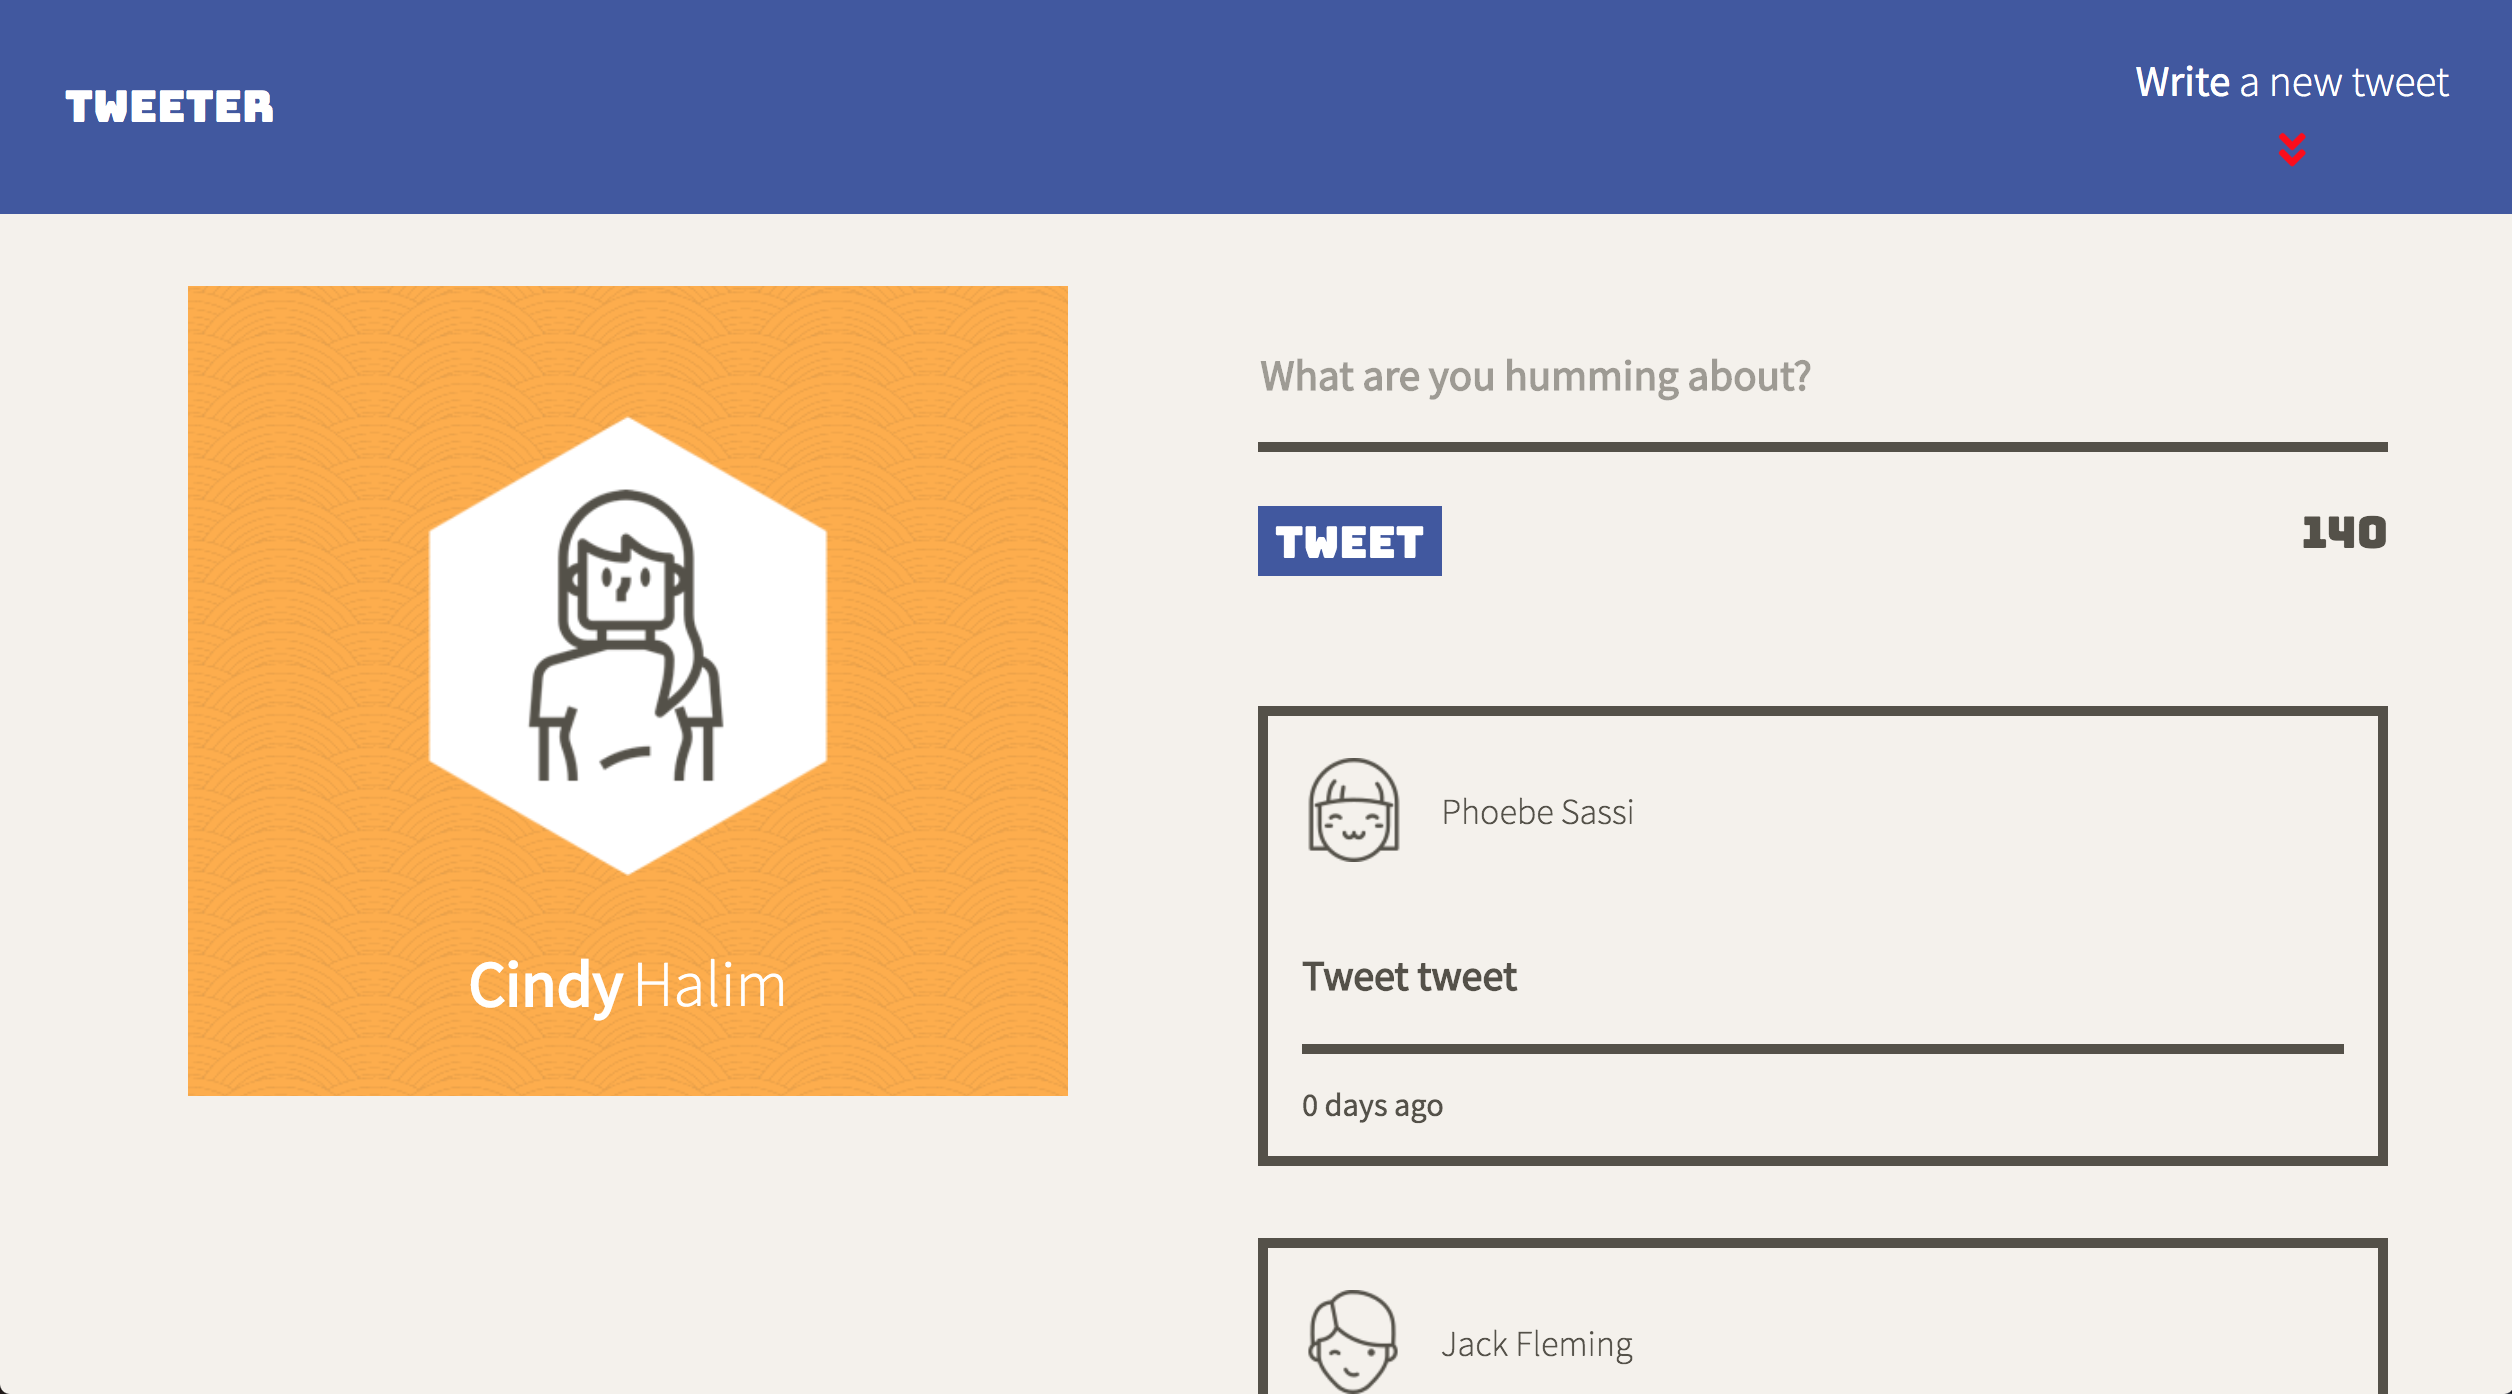 TWEETER
Write a new tweet
Cindy Halim
What are you humming about?
TWEET
140
Phoebe Sassi
Tweet tweet
0 days ago
Jack Fleming